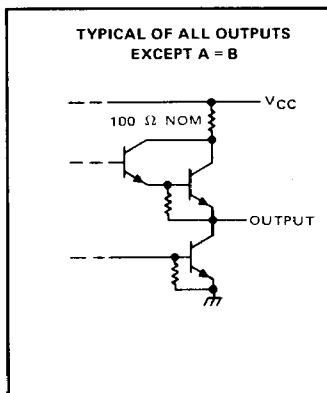 TYPICAL OF ALL OUTPUTS
EXCEPT A = B
VCC
100 Ω NOM
OUTPUT